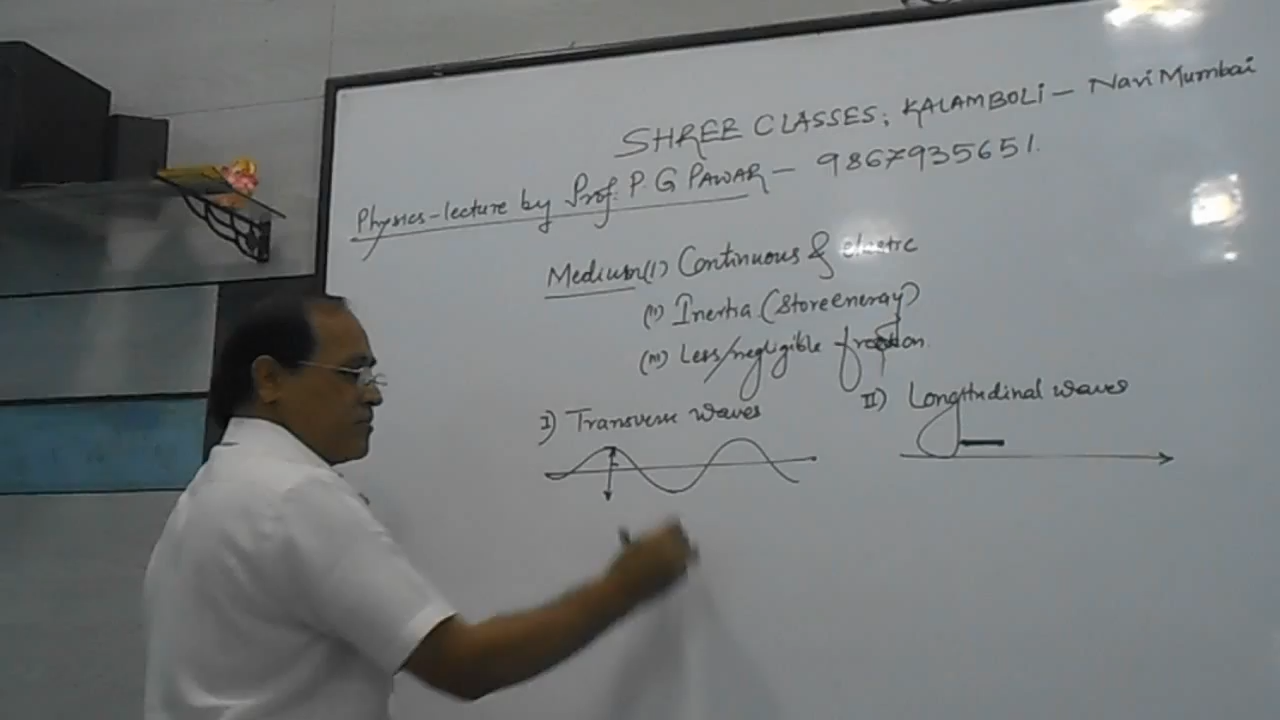 SHREE CLASSES; KALAMBOLI - Navi Mumbai
Physics-lecture by Prof. P. G PAWAR - 9867935651.
Medium (I) Continuous & elastic
(II) Inertia (Store energy)
(III) Less/negligible friction
I) Transverse waves
II) Longitudinal waves